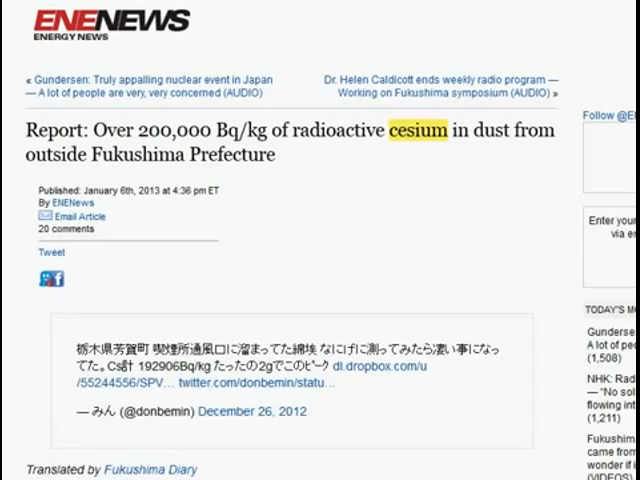 ENENEWS
ENERGY NEWS
« Gundersen: Truly appalling nuclear event in Japan
— A lot of people are very, very concerned (AUDIO)
Dr. Helen Caldicott ends weekly radio program —
Working on Fukushima symposium (AUDIO) »
Follow @E
Report: Over 200,000 Bq/kg of radioactive cesium in dust from
outside Fukushima Prefecture
Published: January 6th, 2013 at 4:36 pm ET
By ENENews
Email Article
20 comments
Tweet
Enter your
via e
TODAY'S M
Gunderse
A lot of pe
(1,508)
NHK: Rad
— "No sol
flowing int
(1,211)
Fukushim
came from
wonder if i
(VIDEOS)
栃木県芳賀町 喫煙所通風口に溜まってた綿埃 なにげに測ってみたら凄い事になっ
てた。Cs計 192906Bq/kg たったの2gでこのピーク dl.dropbox.com/u
/55244556/SPV… twitter.com/donbemin/statu…
— みん (@donbemin) December 26, 2012
Translated by Fukushima Diary